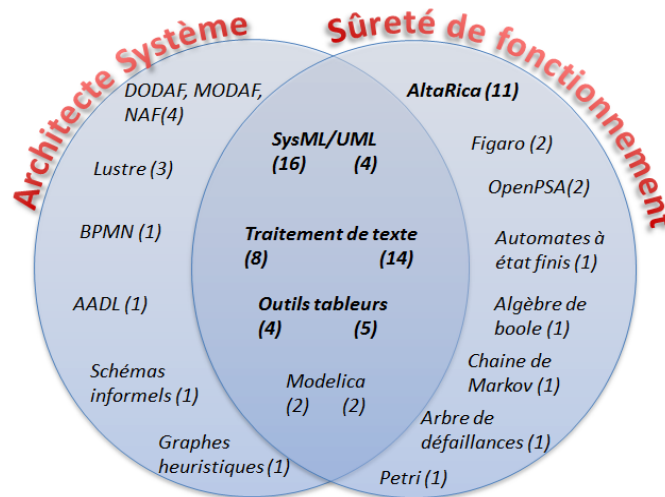 Architecte Système
Sûreté de fonctionnement
DODAF, MODAF,
NAF(4)
Lustre (3)
BPMN (1)
AADL (1)
Schémas
informels (1)
Graphes
heuristiques (1)
SysML/UML
(16) (4)
Traitement de texte
(8) (14)
Outils tableurs
(4) (5)
Modelica
(2) (2)
AltaRica (11)
Figaro (2)
OpenPSA(2)
Automates à
état finis (1)
Algèbre de
boole (1)
Chaine de
Markov (1)
Arbre de
défaillances (1)
Petri (1)